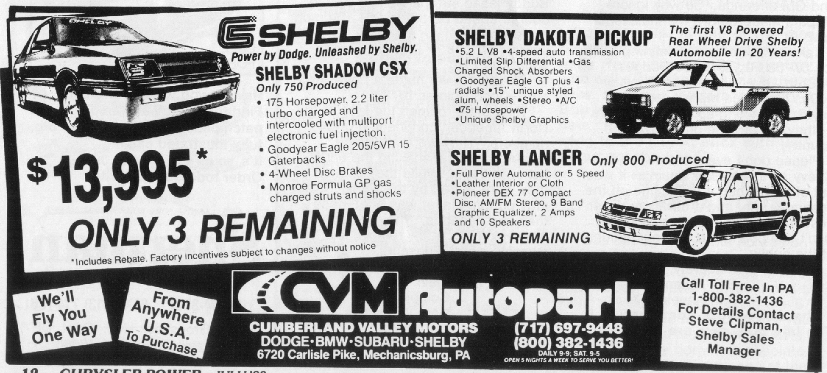 SHELBY
SHELBY
Power by Dodge. Unleashed by Shelby.
SHELBY SHADOW CSX
Only 750 Produced
• 175 Horsepower. 2.2 liter
turbo charged and
intercooled with multiport
electronic fuel injection.
• Goodyear Eagle 205/5VR 15
Gaterbacks
• 4-Wheel Disc Brakes
• Monroe Formula GP gas
charged struts and shocks
$13,995*
ONLY 3 REMAINING
*Includes Rebate. Factory incentives subject to changes without notice
SHELBY DAKOTA PICKUP
•5.2 L V8 •4-speed auto transmission
•Limited Slip Differential •Gas
Charged Shock Absorbers
•Goodyear Eagle GT plus 4
radials •15" unique styled
alum, wheels •Stereo •A/C
•175 Horsepower
•Unique Shelby Graphics
The first V8 Powered
Rear Wheel Drive Shelby
Automobile In 20 Years!
SHELBY LANCER Only 800 Produced
•Full Power Automatic or 5 Speed
•Leather Interior or Cloth
•Pioneer DEX 77 Compact
Disc, AM/FM Stereo, 9 Band
Graphic Equalizer, 2 Amps
and 10 Speakers
ONLY 3 REMAINING
We'll
Fly You
One Way
From
Anywhere
U.S.A.
To Purchase
CVM Autopark
CUMBERLAND VALLEY MOTORS
DODGE•BMW•SUBARU•SHELBY
6720 Carlisle Pike, Mechanicsburg, PA
(717) 697-9448
(800) 382-1436
DAILY 9-9; SAT. 9-5
OPEN 5 NIGHTS A WEEK TO SERVE YOU BETTER!
Call Toll Free In PA
1-800-382-1436
For Details Contact
Steve Clipman,
Shelby Sales
Manager
CHRYSLER POWER